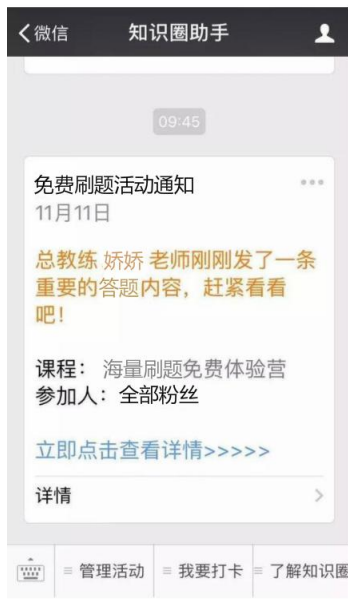 微信
知识圈助手
09:45
免费刷题活动通知
11月11日
总教练 娇娇 老师刚刚发了一条
重要的答题内容，赶紧看看
吧！
课程： 海量刷题免费体验营
参加人：全部粉丝
立即点击查看详情>>>>>
详情
管理活动
我要打卡
了解知识圈